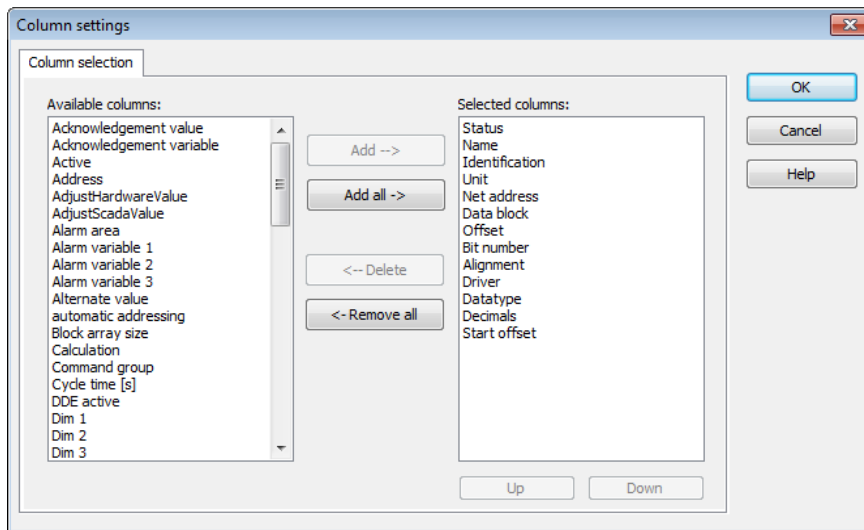 Column settings
Column selection
Available columns:
Acknowledgement value
Acknowledgement variable
Active
Address
AdjustHardwareValue
AdjustScadaValue
Alarm area
Alarm variable 1
Alarm variable 2
Alarm variable 3
Alternate value
automatic addressing
Block array size
Calculation
Command group
Cycle time [s]
DDE active
Dim 1
Dim 2
Dim 3
Add -->
Add all ->
<-- Delete
<- Remove all
Selected columns:
Status
Name
Identification
Unit
Net address
Data block
Offset
Bit number
Alignment
Driver
Datatype
Decimals
Start offset
Up
Down
OK
Cancel
Help